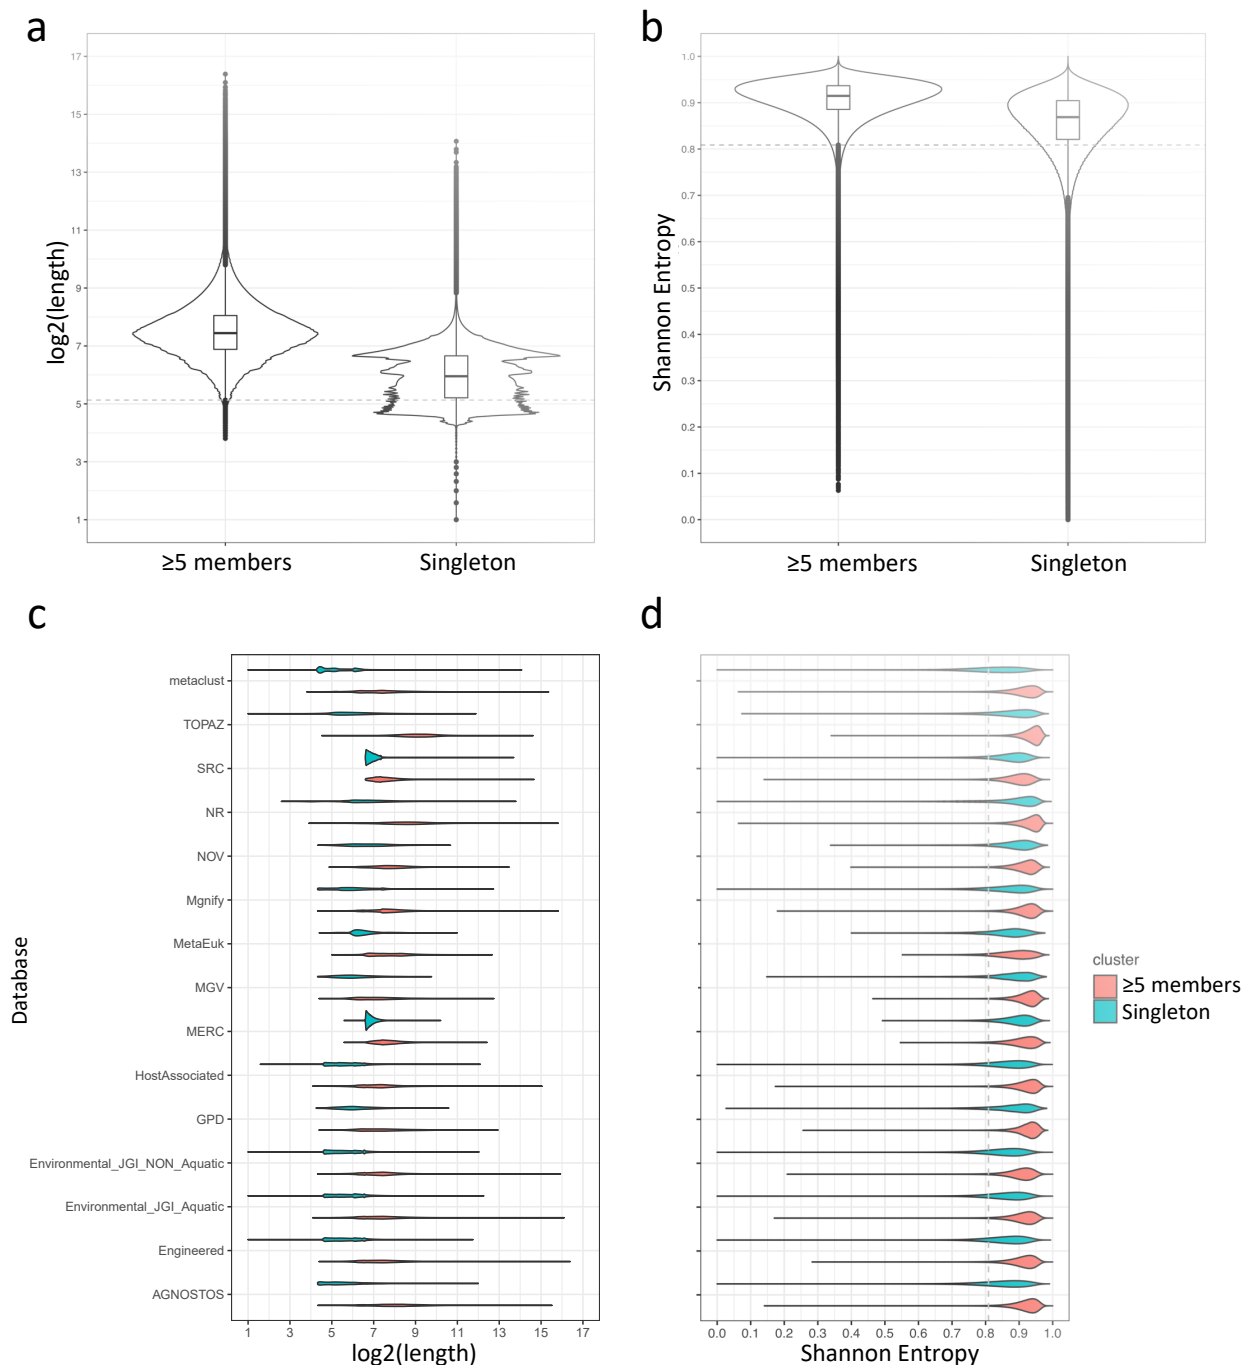 a
17
15
13
11
9
7
5
3
1
log2(length)
≥5 members
Singleton
b
1.0
0.9
0.8
0.7
0.6
0.5
0.4
0.3
0.2
0.1
0.0
Shannon Entropy
≥5 members
Singleton
c
Database
metaclust
TOPAZ
SRC
NR
NOV
Mgnify
MetaEuk
MGV
MERC
HostAssociated
GPD
Environmental_JGI_NON_Aquatic
Environmental_JGI_Aquatic
Engineered
AGNOSTOS
1 3 5 7 9 11 13 15 17
log2(length)
d
0.0 0.1 0.2 0.3 0.4 0.5 0.6 0.7 0.8 0.9 1.0
Shannon Entropy
cluster
≥5 members
Singleton